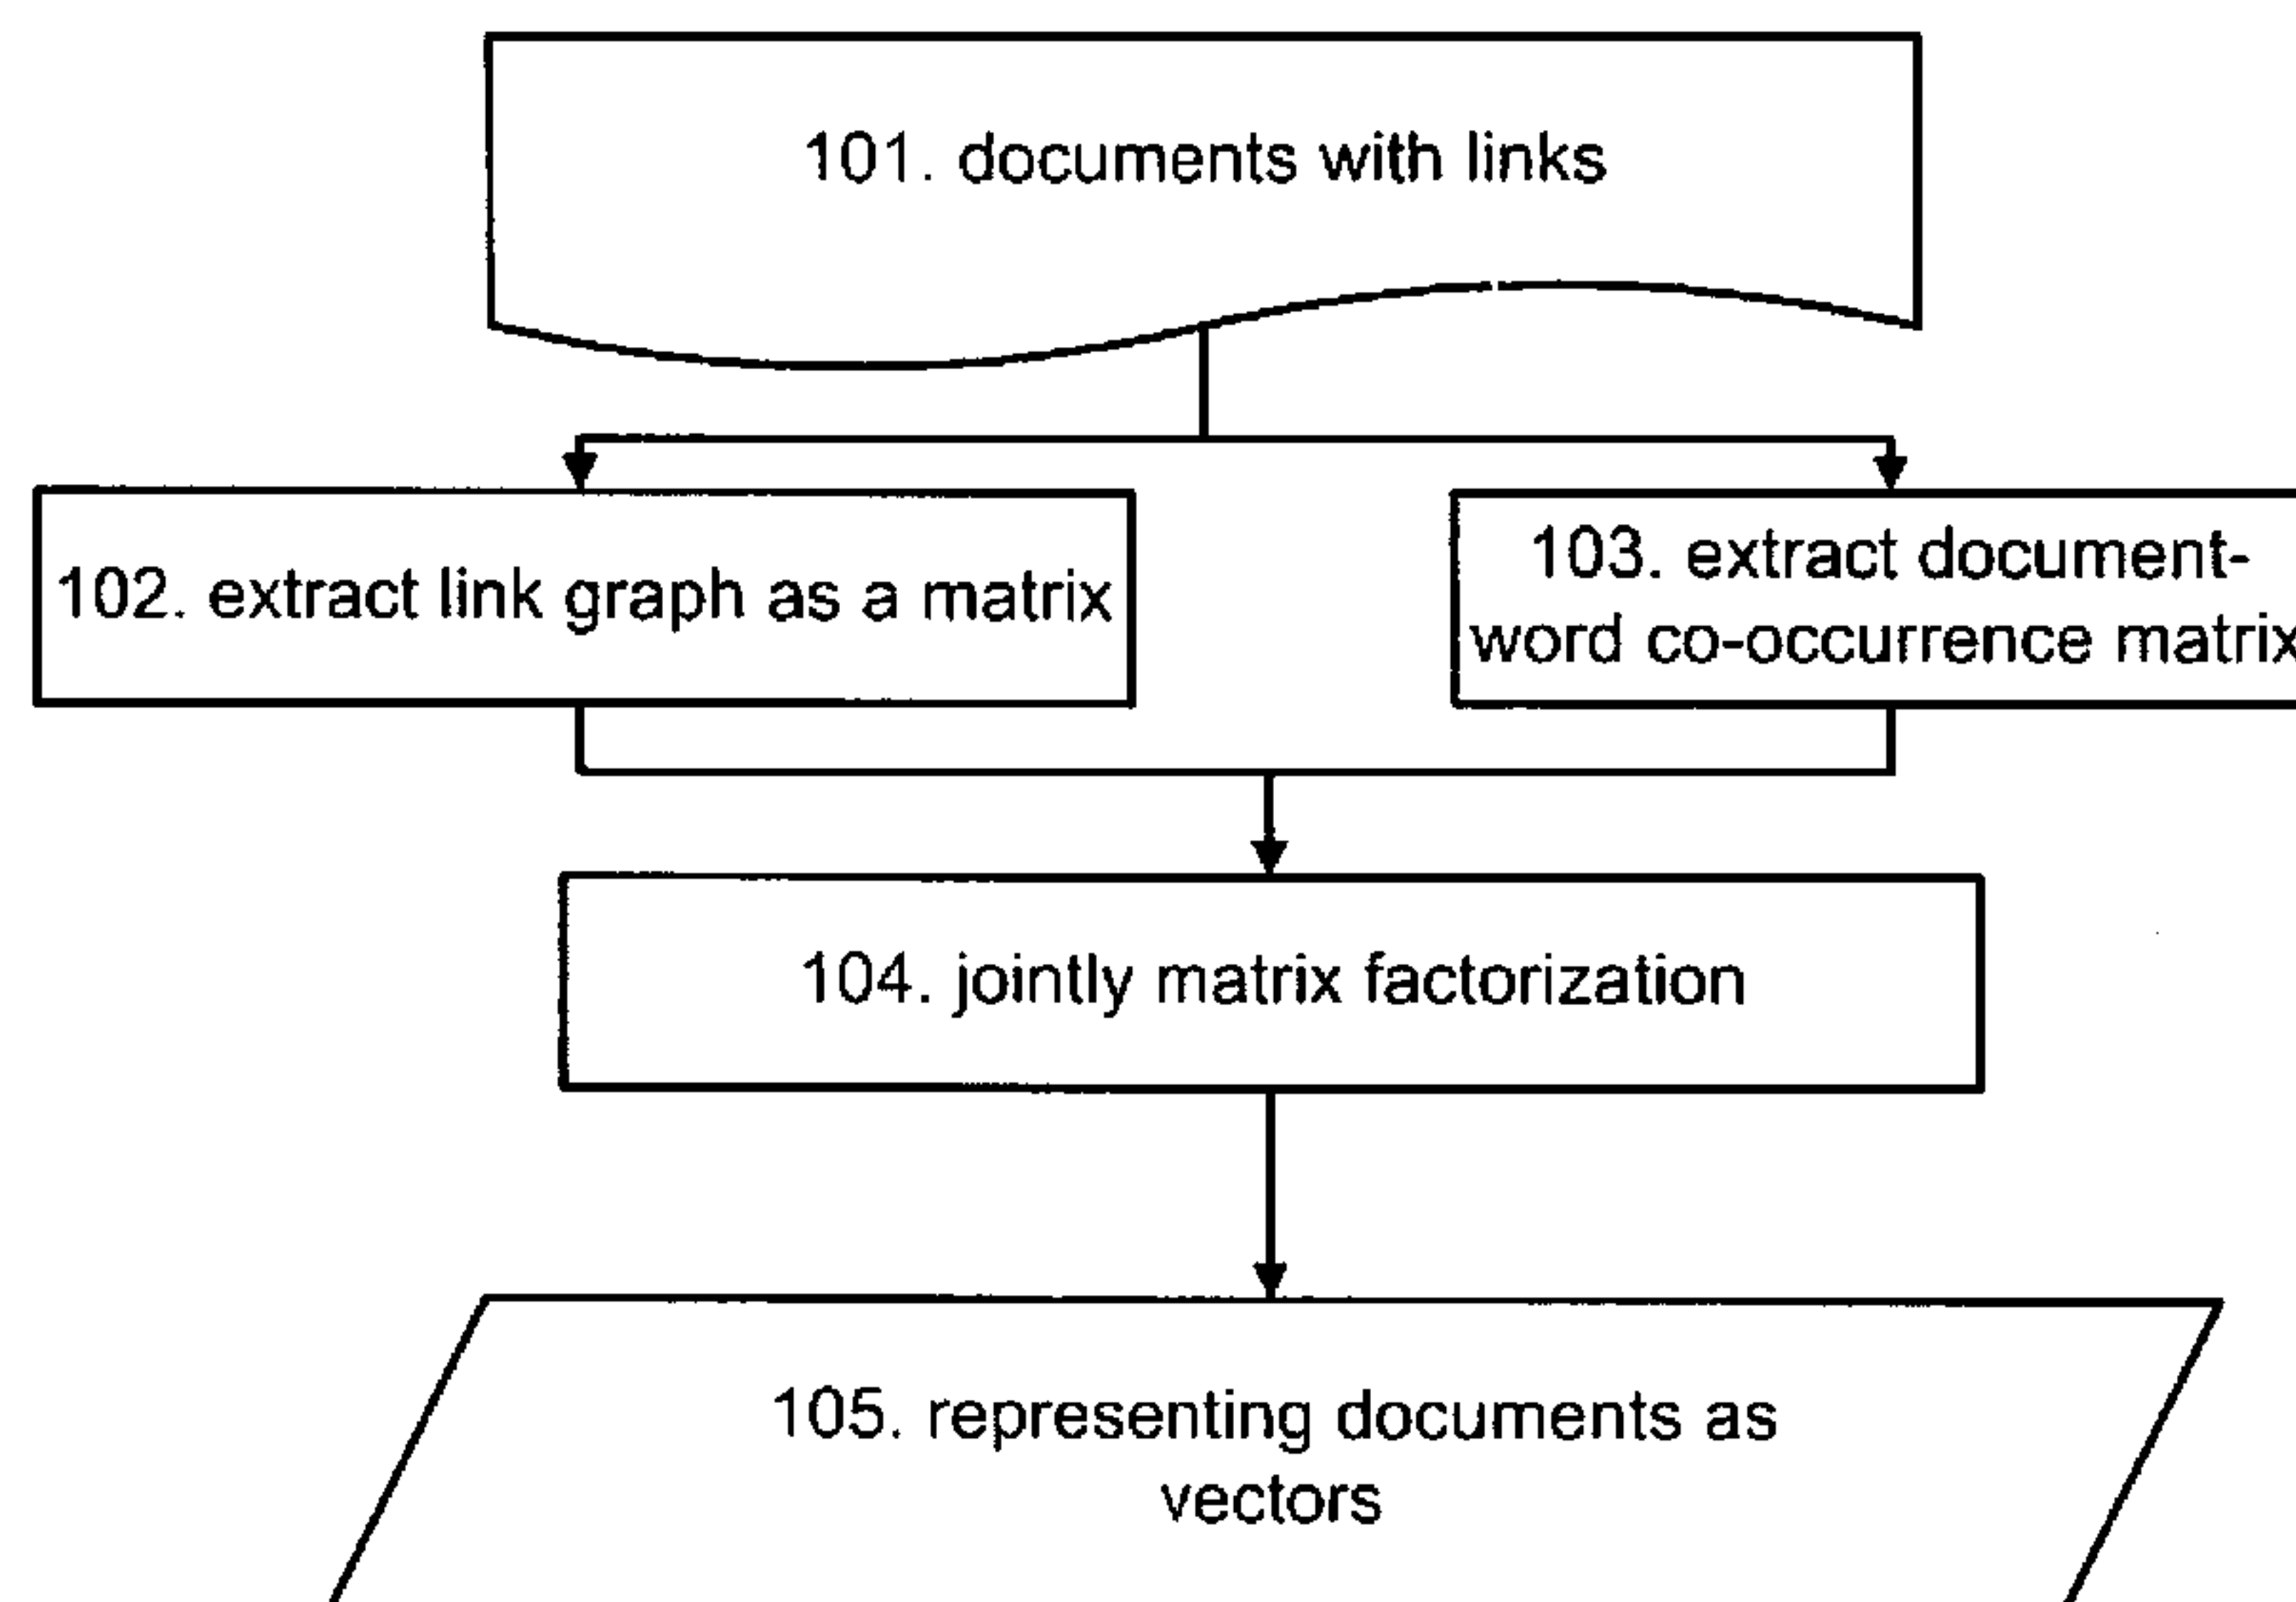 101. documents with links
102. extract link graph as a matrix
103. extract document-
word co-occurrence matrix
104. jointly matrix factorization
105. representing documents as
vectors